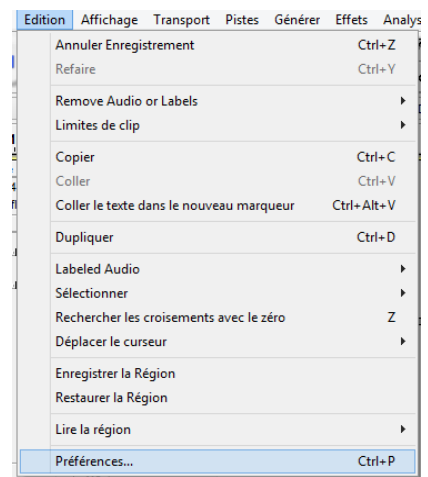 Edition Affichage Transport Pistes Générer Effets Analys
Annuler Enregistrement Ctrl+Z
Refaire Ctrl+Y
Remove Audio or Labels
Limites de clip
Copier Ctrl+C
Coller Ctrl+V
Coller le texte dans le nouveau marqueur Ctrl+Alt+V
Dupliquer Ctrl+D
Labeled Audio
Sélectionner
Rechercher les croisements avec le zéro Z
Déplacer le curseur
Enregistrer la Région
Restaurer la Région
Lire la région
Préférences... Ctrl+P